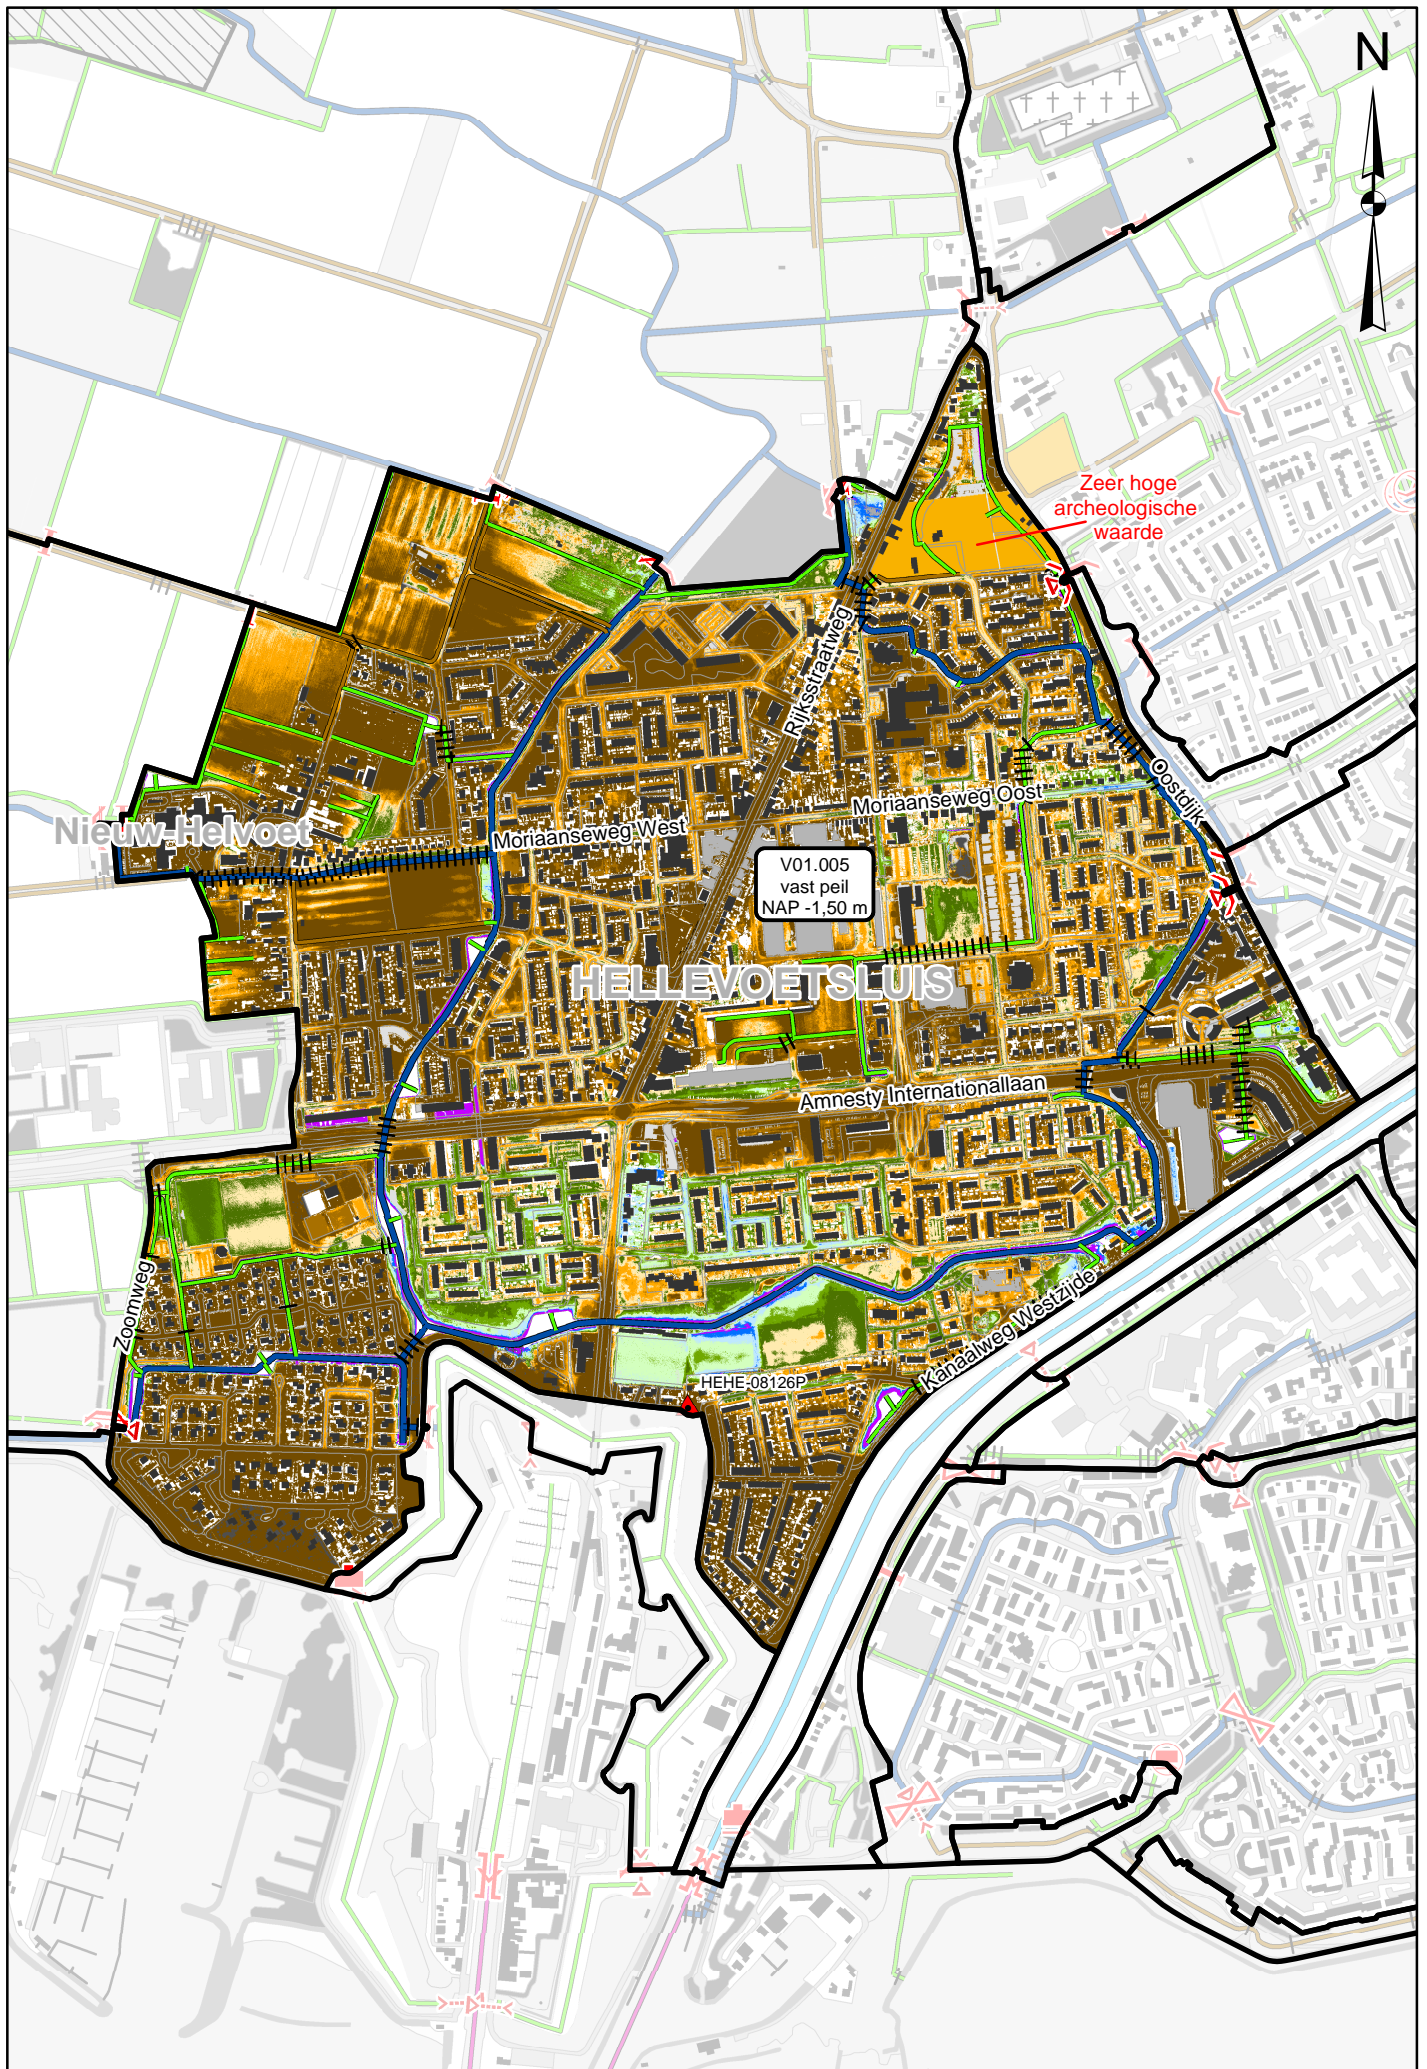 N
Zeer hoge
archeologische
waarde
Rijksstraatweg
Oostdijk
Moriaanseweg Oost
Nieuw-Helvoet
Moriaanseweg West
V01.005
vast peil
NAP -1,50 m
HELLEVOETSLUIS
Amnesty Internationallaan
Zoomweg
Kanaalweg Westzijde
HEHE-08126P